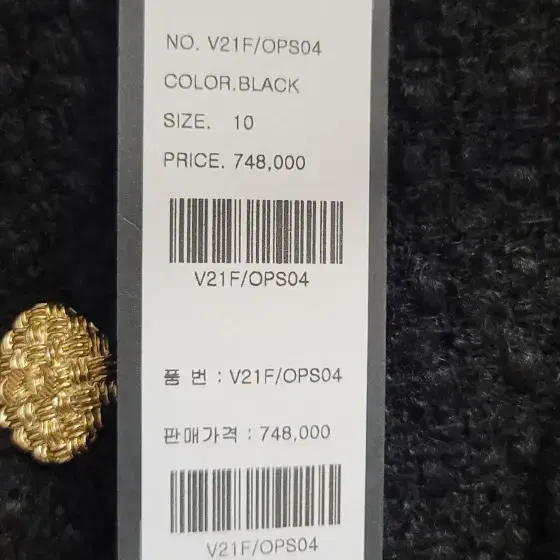 NO. V21F/OPS04
COLOR.BLACK
SIZE. 10
PRICE. 748,000
V21F/OPS04
품 번 : V21F/OPS04
판매가격 : 748,000
V21F/OPS04